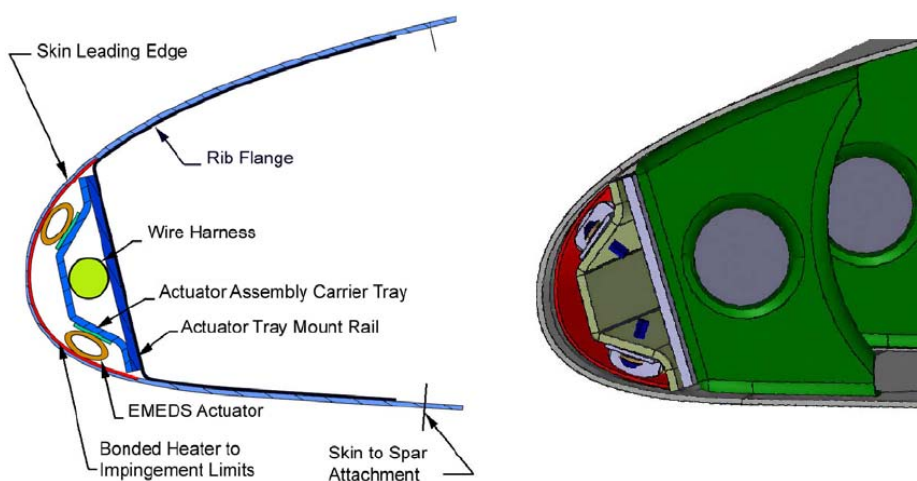 Skin Leading Edge
Rib Flange
Wire Harness
Actuator Assembly Carrier Tray
Actuator Tray Mount Rail
EMEDS Actuator
Bonded Heater to
Impingement Limits
Skin to Spar
Attachment